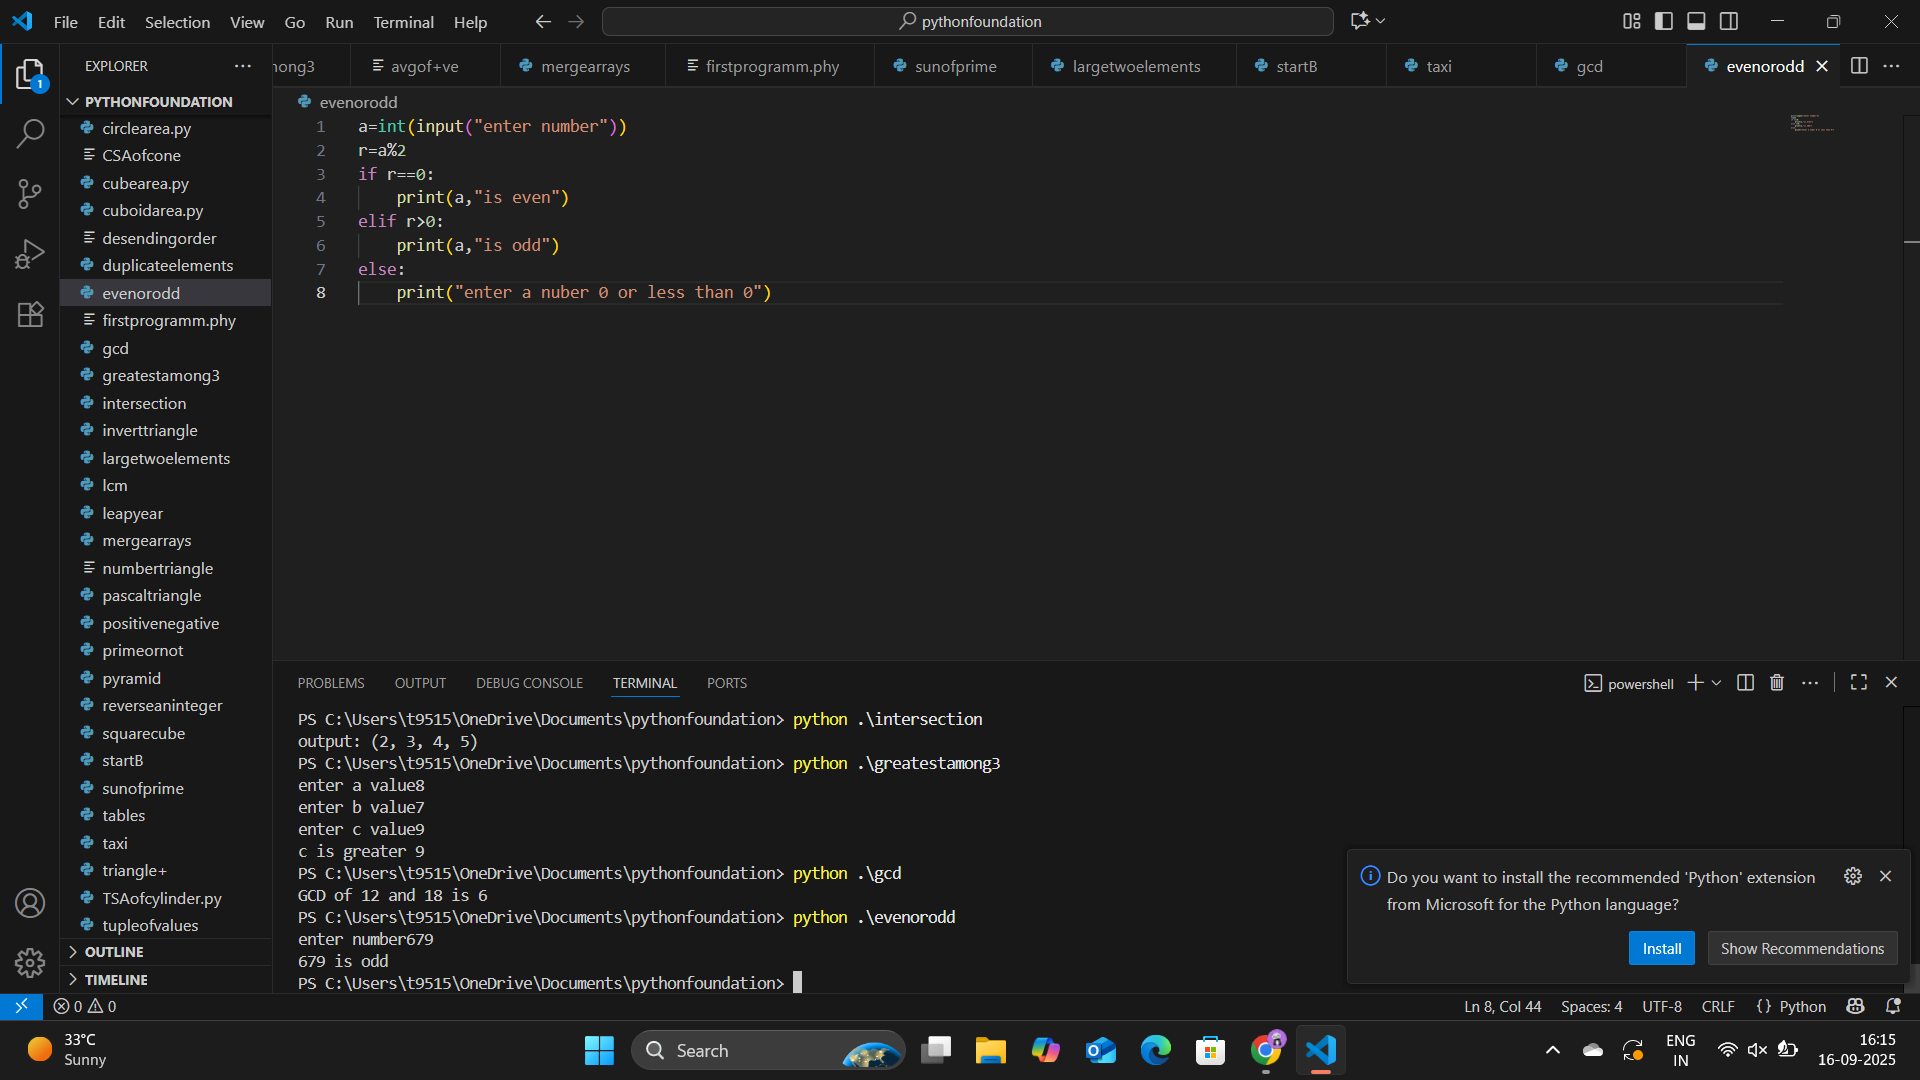 File Edit Selection View Go Run Terminal Help
pythonfoundation
EXPLORER
mong3
avgof+ve
mergearrays
firstprogramm.phy
sunofprime
largetwoelements
startB
taxi
gcd
evenorodd
PYTHONFOUNDATION
circlearea.py
CSAofcone
cubearea.py
cuboidarea.py
desendingorder
duplicateelements
evenorodd
firstprogramm.phy
gcd
greatestamong3
intersection
inverttriangle
largetwoelements
lcm
leapyear
mergearrays
numbertriangle
pascaltriangle
positivenegative
primeornot
pyramid
reverseaninteger
squarecube
startB
sunofprime
tables
taxi
triangle+
TSAofcylinder.py
tupleofvalues
OUTLINE
TIMELINE
1
evenorodd
1 a=int(input("enter number"))
2 r=a%2
3 if r==0:
4 print(a,"is even")
5 elif r>0:
6 print(a,"is odd")
7 else:
8 print("enter a nuber 0 or less than 0")
PROBLEMS OUTPUT DEBUG CONSOLE TERMINAL PORTS
powershell
PS C:\Users\t9515\OneDrive\Documents\pythonfoundation> python .\intersection
output: (2, 3, 4, 5)
PS C:\Users\t9515\OneDrive\Documents\pythonfoundation> python .\greatestamong3
enter a value8
enter b value7
enter c value9
c is greater 9
PS C:\Users\t9515\OneDrive\Documents\pythonfoundation> python .\gcd
GCD of 12 and 18 is 6
PS C:\Users\t9515\OneDrive\Documents\pythonfoundation> python .\evenorodd
enter number679
679 is odd
PS C:\Users\t9515\OneDrive\Documents\pythonfoundation>
Do you want to install the recommended 'Python' extension
from Microsoft for the Python language?
Install
Show Recommendations
0 0
Ln 8, Col 44
Spaces: 4
UTF-8
CRLF
{ } Python
33°C
Sunny
Search
ENG
IN
16:15
16-09-2025